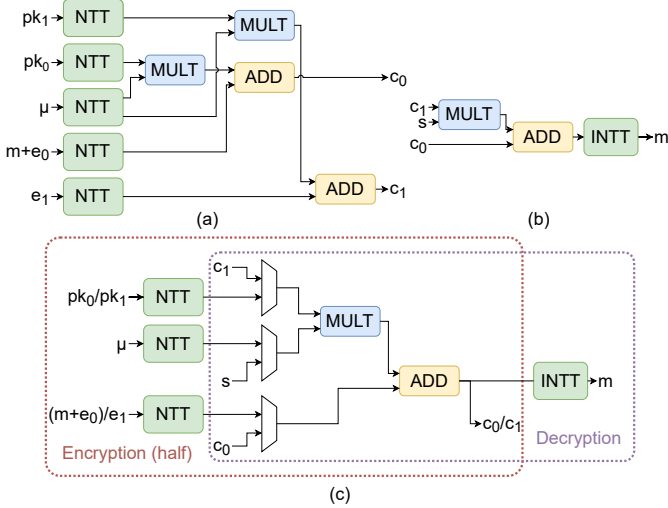 pk₁ NTT MULT
pk₀ NTT MULT ADD c₀
μ NTT
m+e₀ NTT
e₁ NTT ADD c₁
(a)
c₁
s MULT
c₀ ADD INTT m
(b)
c₁
pk₀/pk₁ NTT
μ NTT MULT
s
ADD INTT m
(m+e₀)/e₁ NTT
c₀
c₀/c₁
Encryption (half)
Decryption
(c)